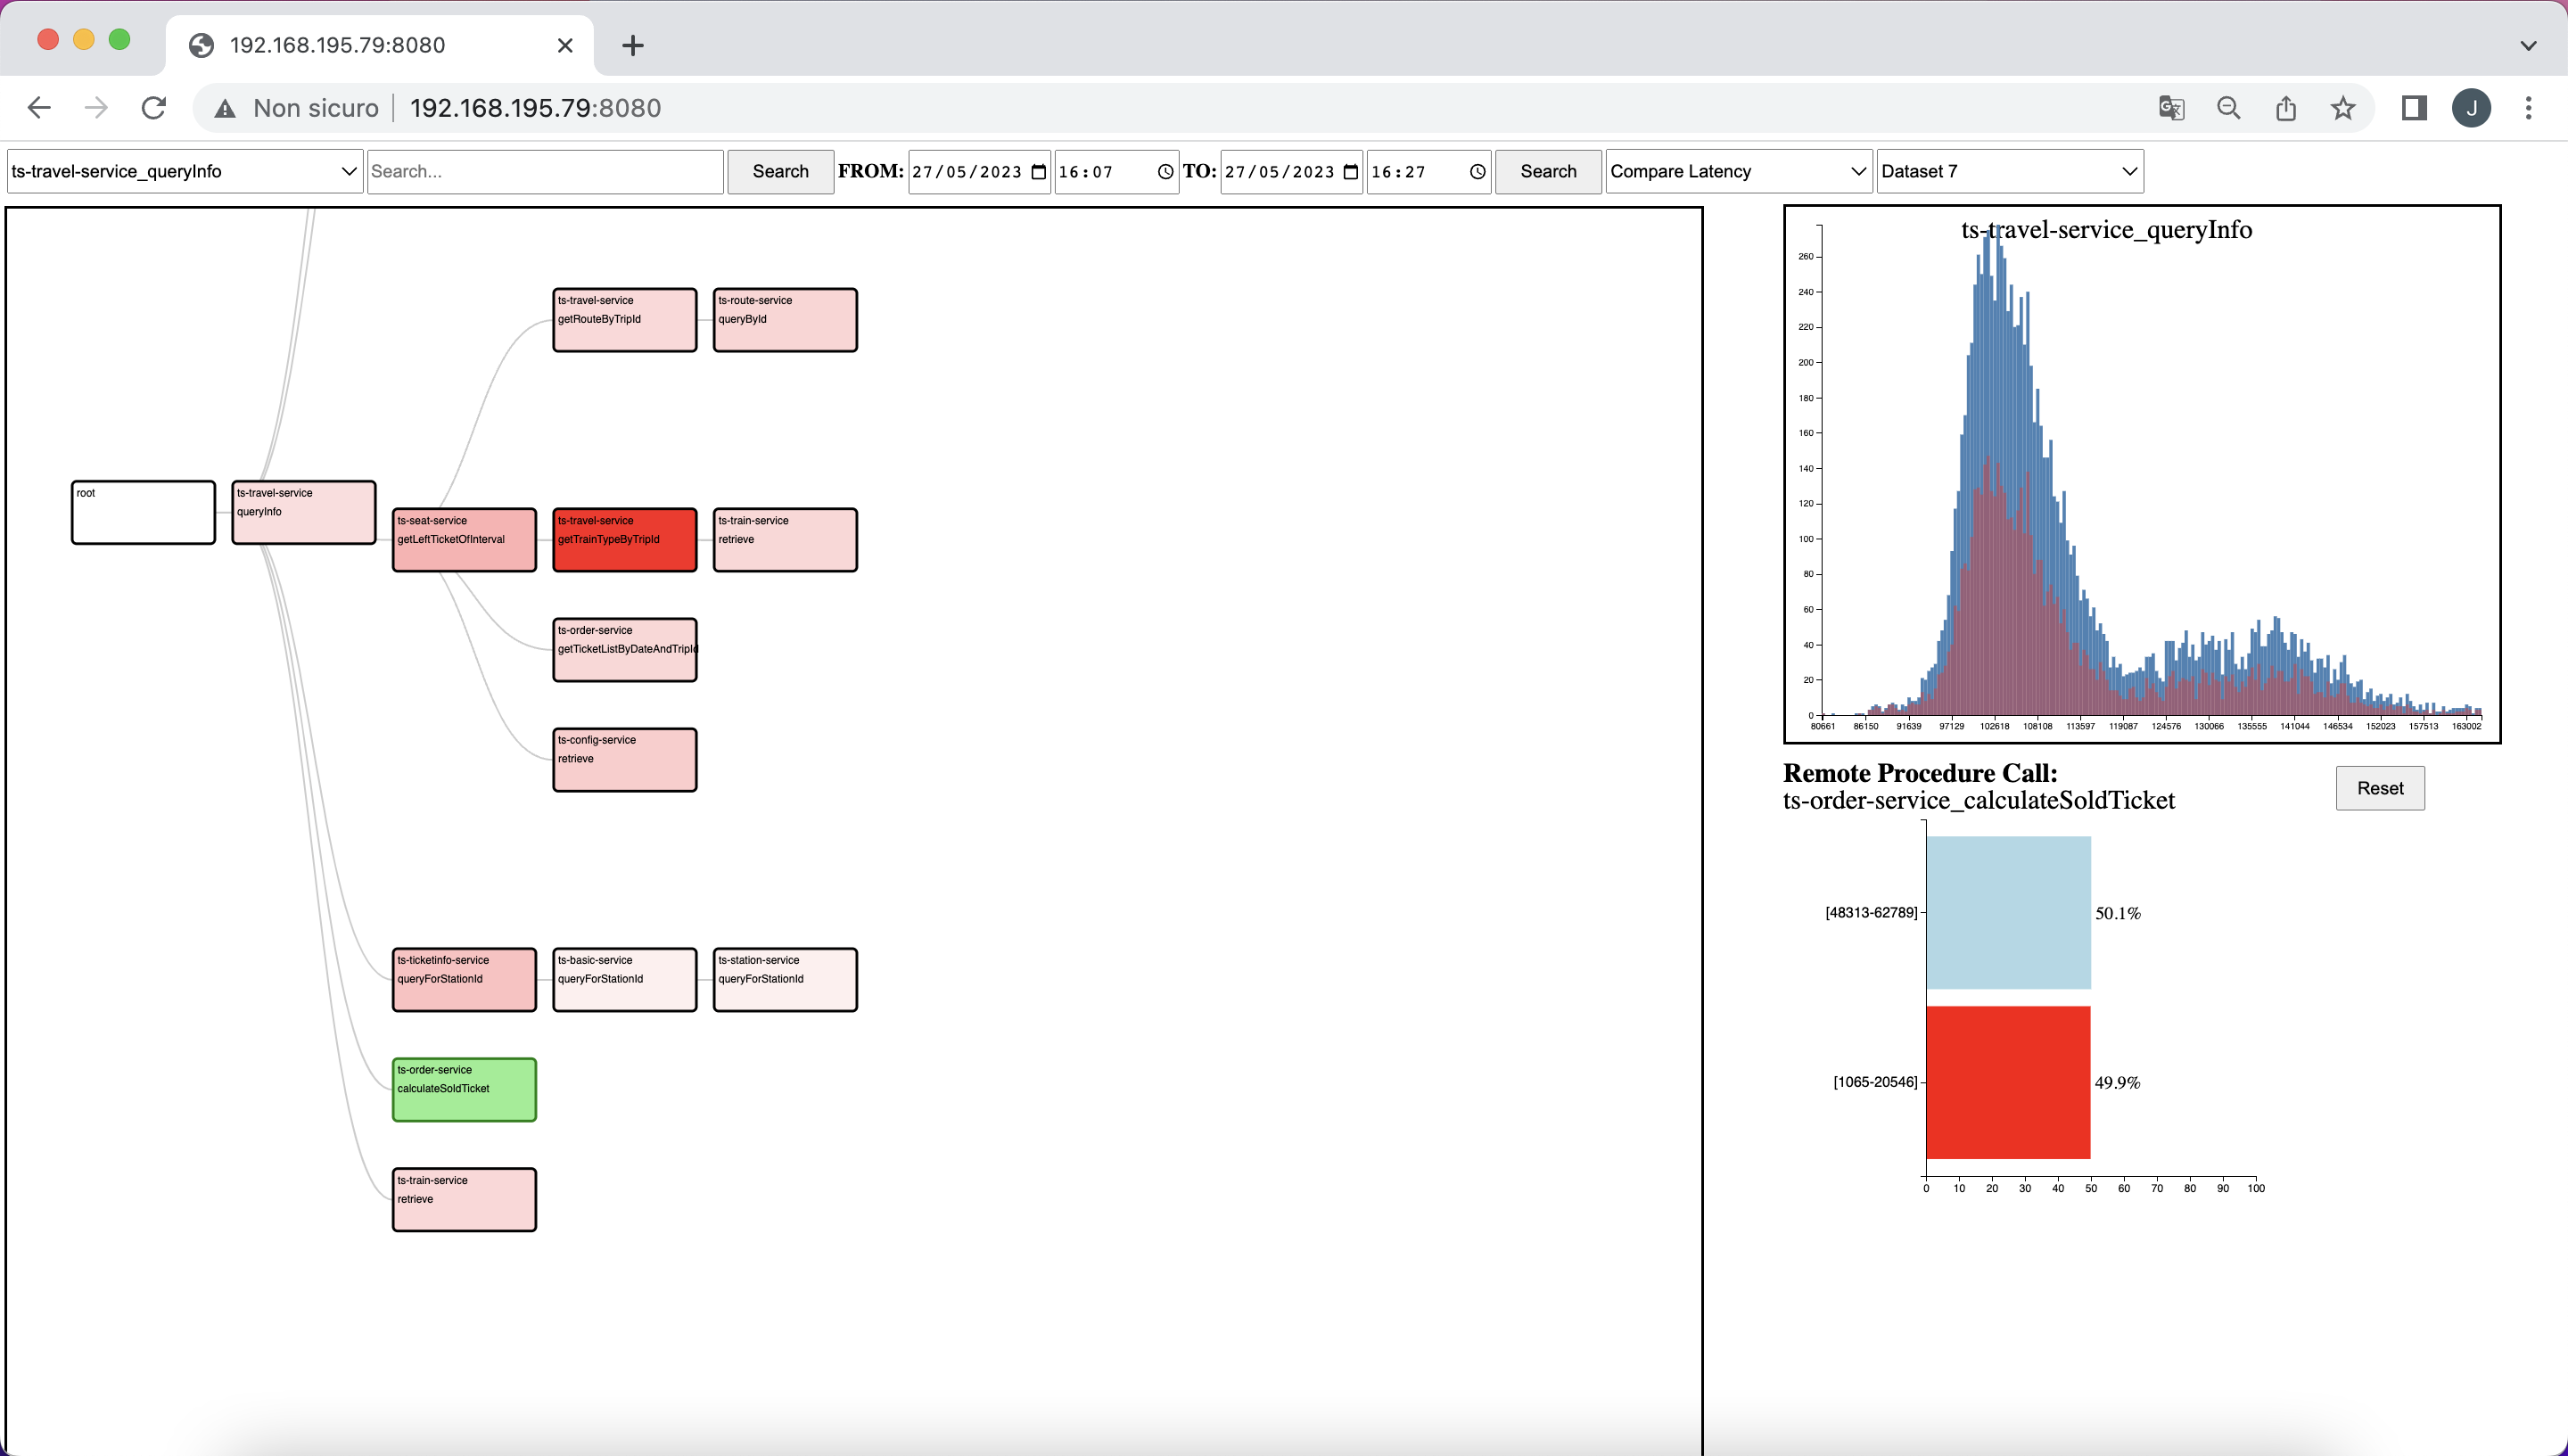 192.168.195.79:8080
Non sicuro 192.168.195.79:8080
J
ts-travel-service_queryInfo Search... Search FROM: 27/05/2023 16:07 TO: 27/05/2023 16:27 Search Compare Latency Dataset 7
root
ts-travel-service
queryInfo
ts-travel-service
getRouteByTripId
ts-route-service
queryById
ts-seat-service
getLeftTicketOfInterval
ts-travel-service
getTrainTypeByTripId
ts-train-service
retrieve
ts-order-service
getTicketListByDateAndTripId
ts-config-service
retrieve
ts-ticketinfo-service
queryForStationId
ts-basic-service
queryForStationId
ts-station-service
queryForStationId
ts-order-service
calculateSoldTicket
ts-train-service
retrieve
ts-travel-service_queryInfo
260
240
220
200
180
160
140
120
100
80
60
40
20
0
80661 86150 91639 97129 102618 108108 113597 119087 124576 130066 135555 141044 146534 152023 157513 163002
Remote Procedure Call:
ts-order-service_calculateSoldTicket
Reset
[48313-62789] 50.1%
[1065-20546] 49.9%
0 10 20 30 40 50 60 70 80 90 100